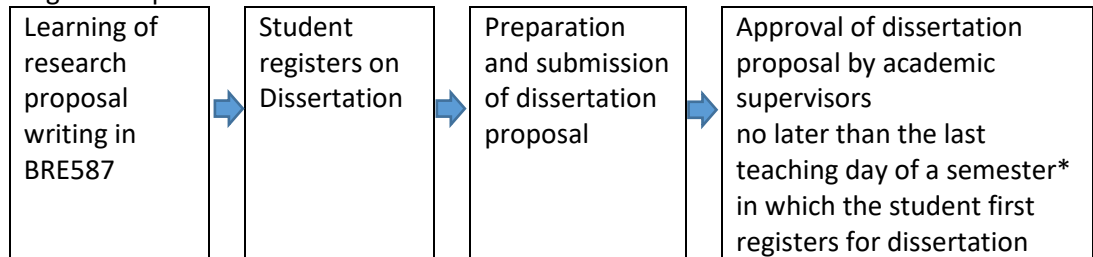 Learning of
research
proposal
writing in
BRE587
Student
registers on
Dissertation
Preparation
and submission
of dissertation
proposal
Approval of dissertation
proposal by academic
supervisors
no later than the last
teaching day of a semester*
in which the student first
registers for dissertation